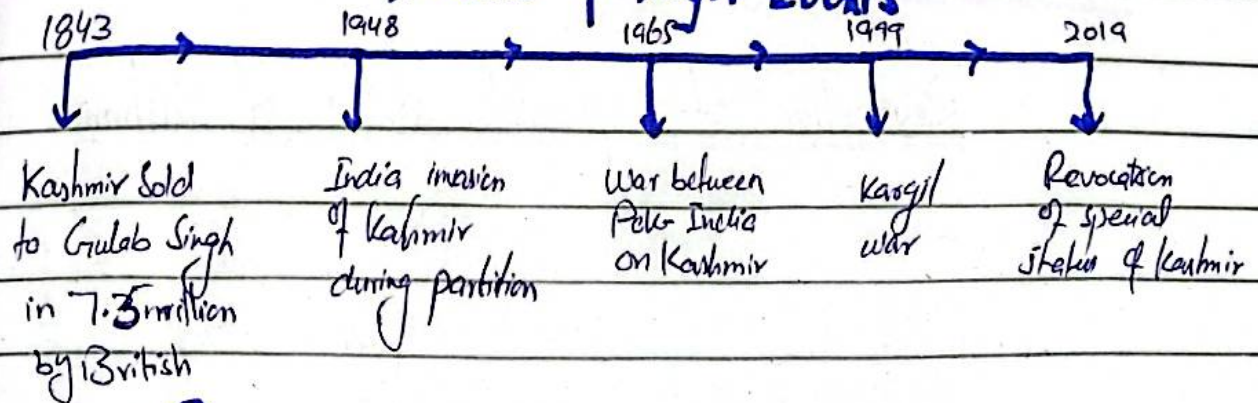 1843 1948 1965 1999 2019
Kashmir Sold
to Gulab Singh
in 7.5 million
by British
India invasion
of Kahmir
during partition
War between
Pak- India
on Kashmir
Kargil
war
Revocation
of special
status of Kashmir